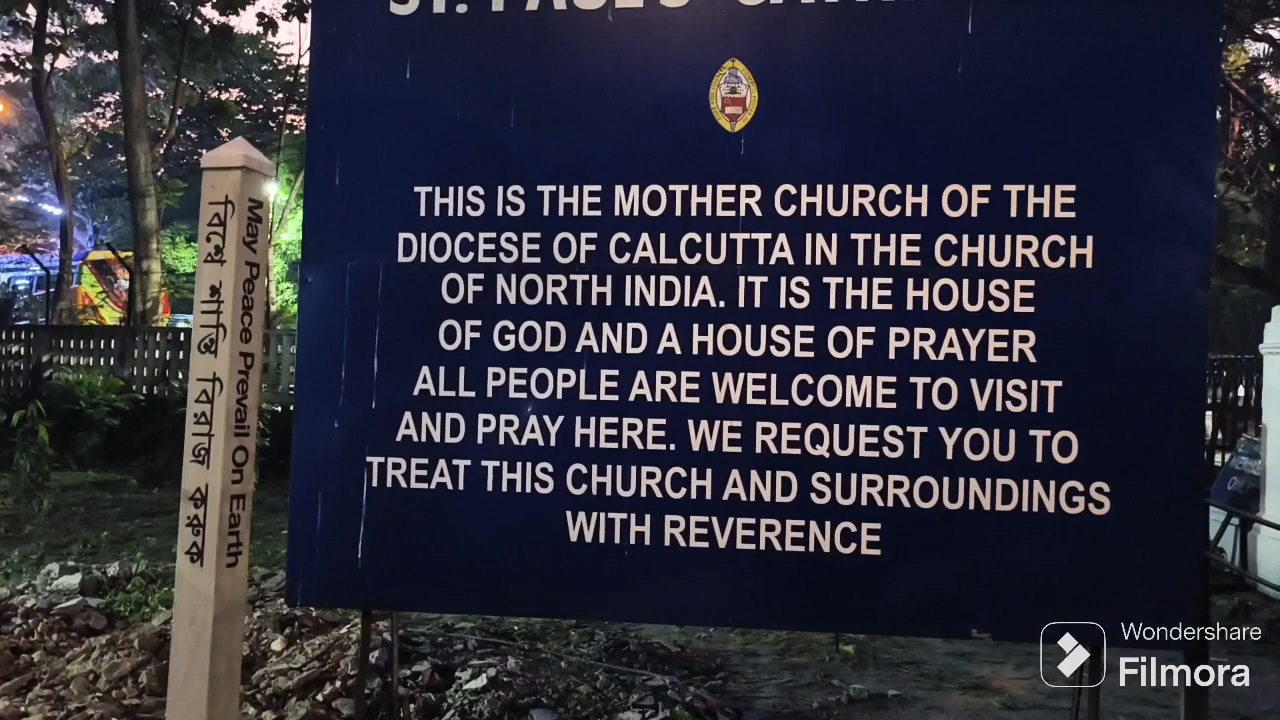 ST. PAUL'S
THIS IS THE MOTHER CHURCH OF THE
DIOCESE OF CALCUTTA IN THE CHURCH
OF NORTH INDIA. IT IS THE HOUSE
OF GOD AND A HOUSE OF PRAYER
ALL PEOPLE ARE WELCOME TO VISIT
AND PRAY HERE. WE REQUEST YOU TO
TREAT THIS CHURCH AND SURROUNDINGS
WITH REVERENCE
May Peace Prevail On Earth
বিশ্বে শান্তি বিরাজ করুক
Wondershare
Filmora